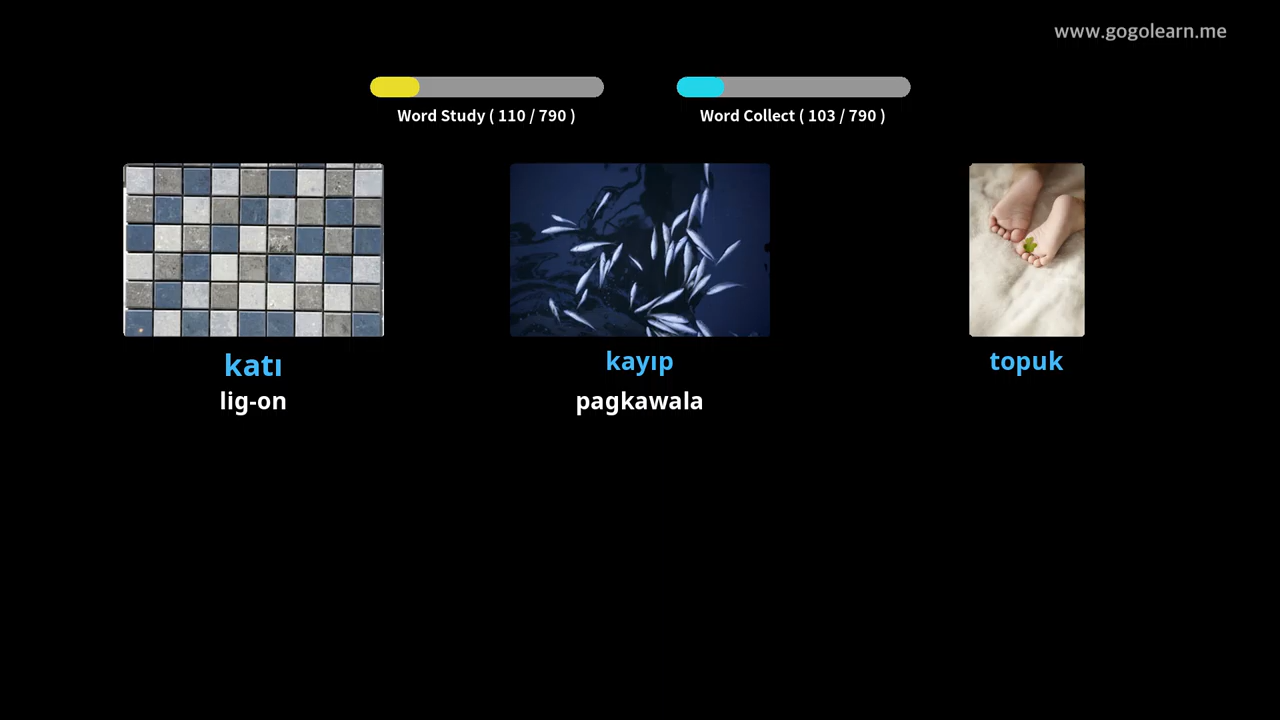 www.gogolearn.me
Word Study ( 110 / 790 )
Word Collect ( 103 / 790 )
katı
lig-on
kayıp
pagkawala
topuk